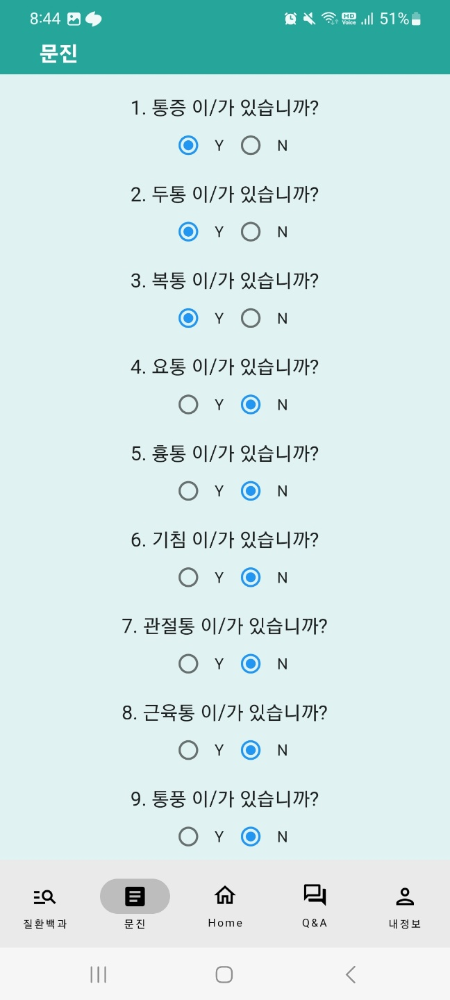 8:44 HD Voice 51%
문진
1. 통증 이/가 있습니까?
Y N
2. 두통 이/가 있습니까?
Y N
3. 복통 이/가 있습니까?
Y N
4. 요통 이/가 있습니까?
Y N
5. 흉통 이/가 있습니까?
Y N
6. 기침 이/가 있습니까?
Y N
7. 관절통 이/가 있습니까?
Y N
8. 근육통 이/가 있습니까?
Y N
9. 통풍 이/가 있습니까?
Y N
질환백과 문진 Home Q&A 내정보